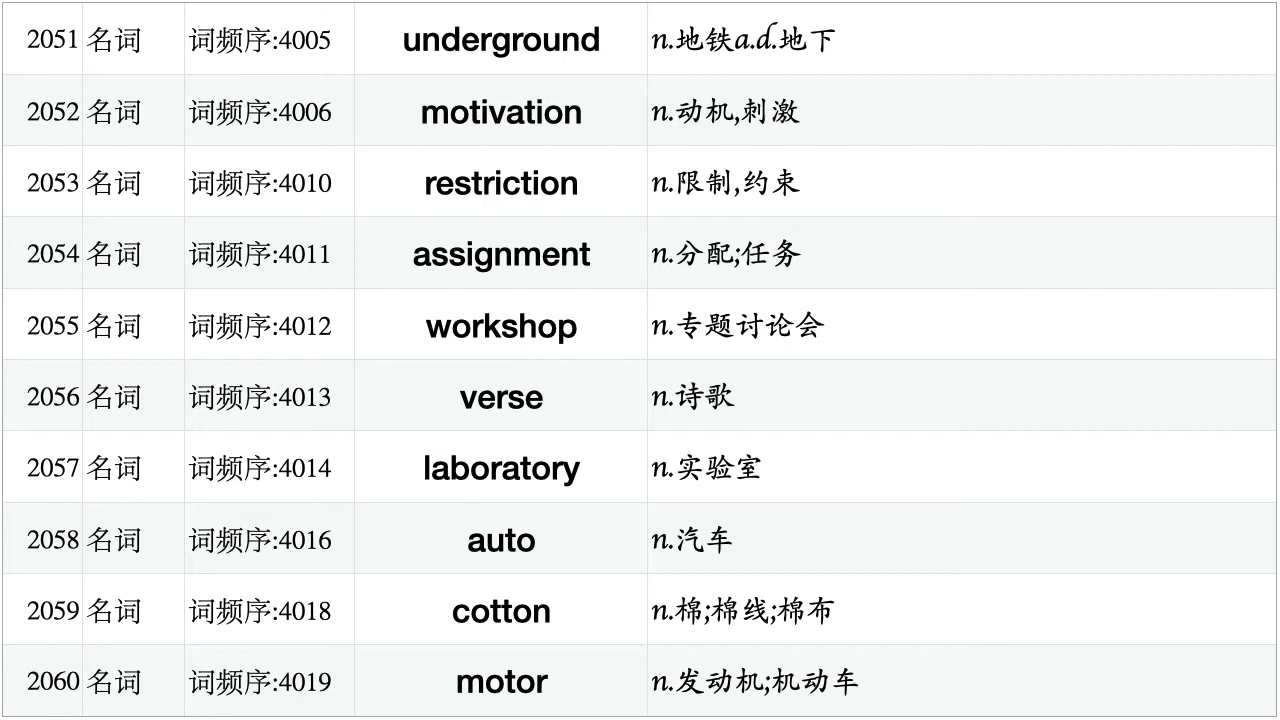 2051 名词 词频序:4005 underground n.地铁a.d.地下
2052 名词 词频序:4006 motivation n.动机,刺激
2053 名词 词频序:4010 restriction n.限制,约束
2054 名词 词频序:4011 assignment n.分配;任务
2055 名词 词频序:4012 workshop n.专题讨论会
2056 名词 词频序:4013 verse n.诗歌
2057 名词 词频序:4014 laboratory n.实验室
2058 名词 词频序:4016 auto n.汽车
2059 名词 词频序:4018 cotton n.棉;棉线;棉布
2060 名词 词频序:4019 motor n.发动机;机动车